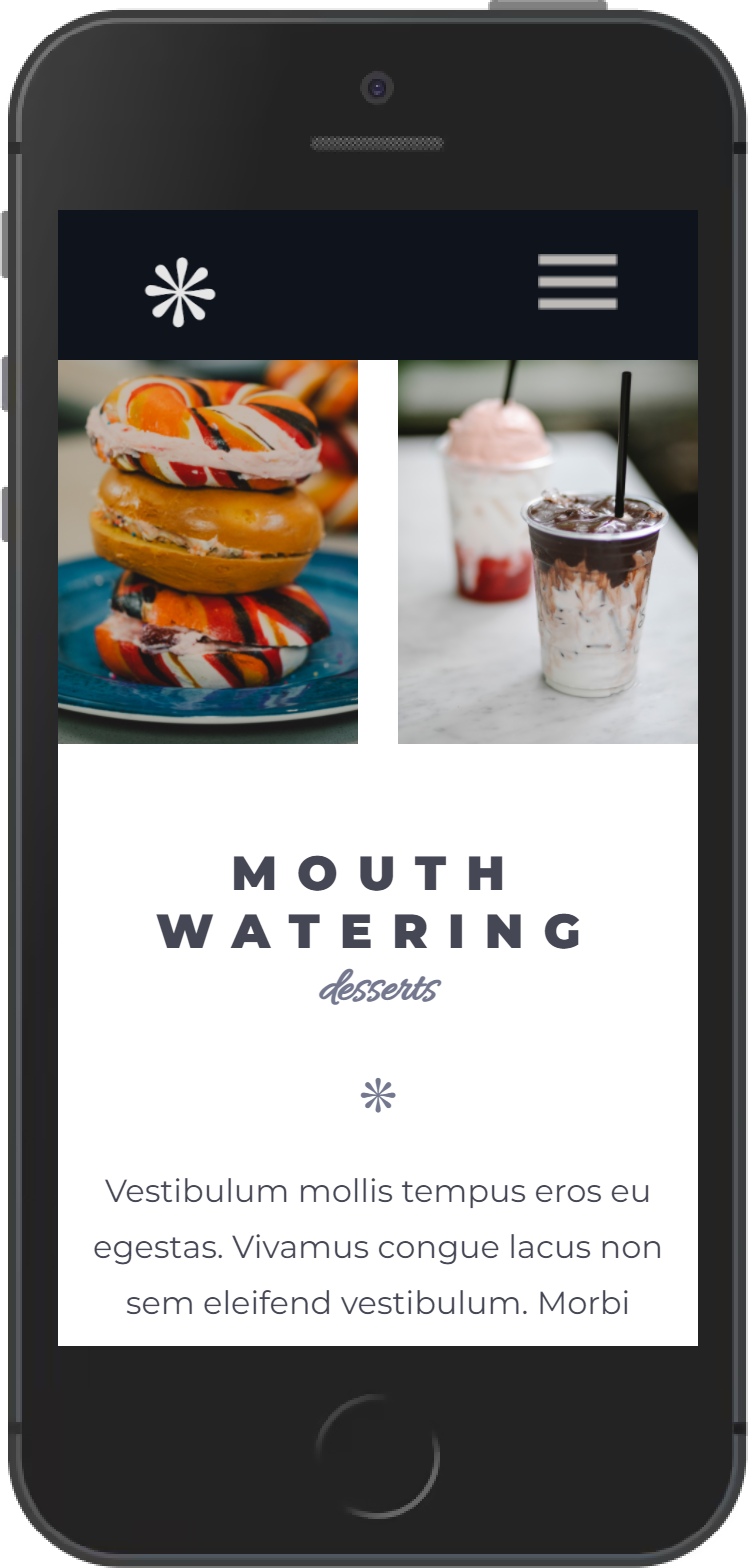 MOUTH
WATERING
desserts
Vestibulum mollis tempus eros eu
egestas. Vivamus congue lacus non
sem eleifend vestibulum. Morbi